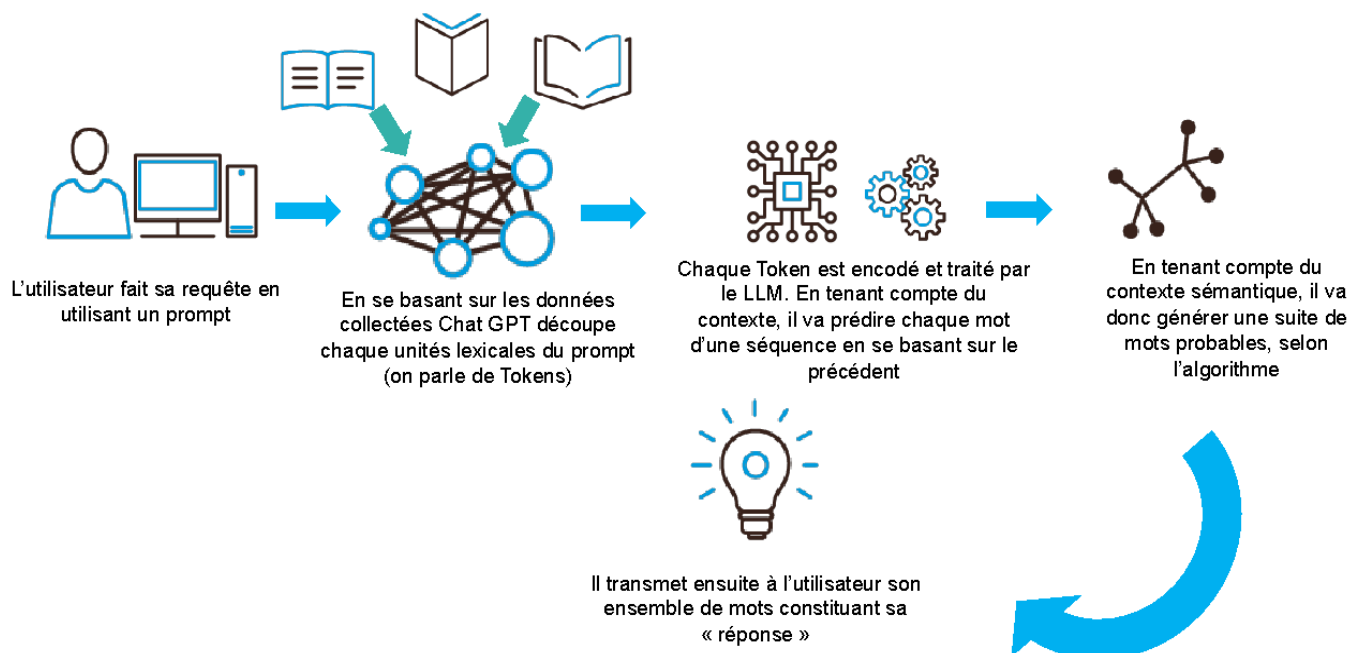 L'utilisateur fait sa requête en
utilisant un prompt
En se basant sur les données
collectées Chat GPT découpe
chaque unités lexicales du prompt
(on parle de Tokens)
Chaque Token est encodé et traité par
le LLM. En tenant compte du
contexte, il va prédire chaque mot
d'une séquence en se basant sur le
précédent
En tenant compte du
contexte sémantique, il va
donc générer une suite de
mots probables, selon
l'algorithme
Il transmet ensuite à l'utilisateur son
ensemble de mots constituant sa
« réponse »